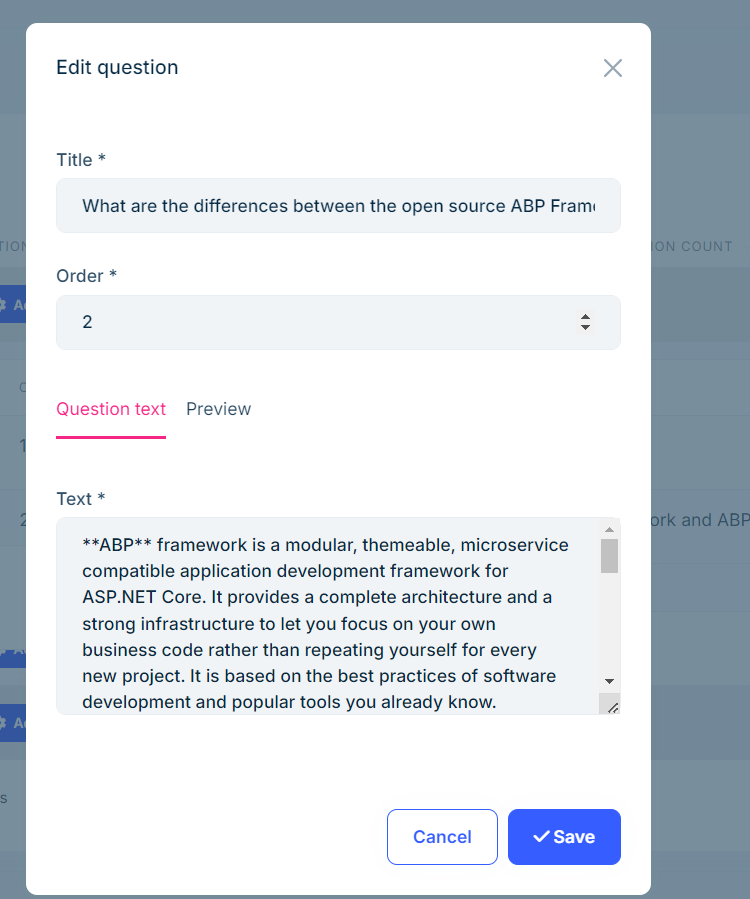 Edit question
Title *
What are the differences between the open source ABP
Order *
2
Question text
Preview
Text *
**ABP** framework is a modular, themeable, microservice
compatible application development framework for
ASP.NET Core. It provides a complete architecture and a
strong infrastructure to let you focus on your own
business code rather than repeating yourself for every
new project. It is based on the best practices of software
development and popular tools you already know.
Cancel
Save
COUNT
and ABP